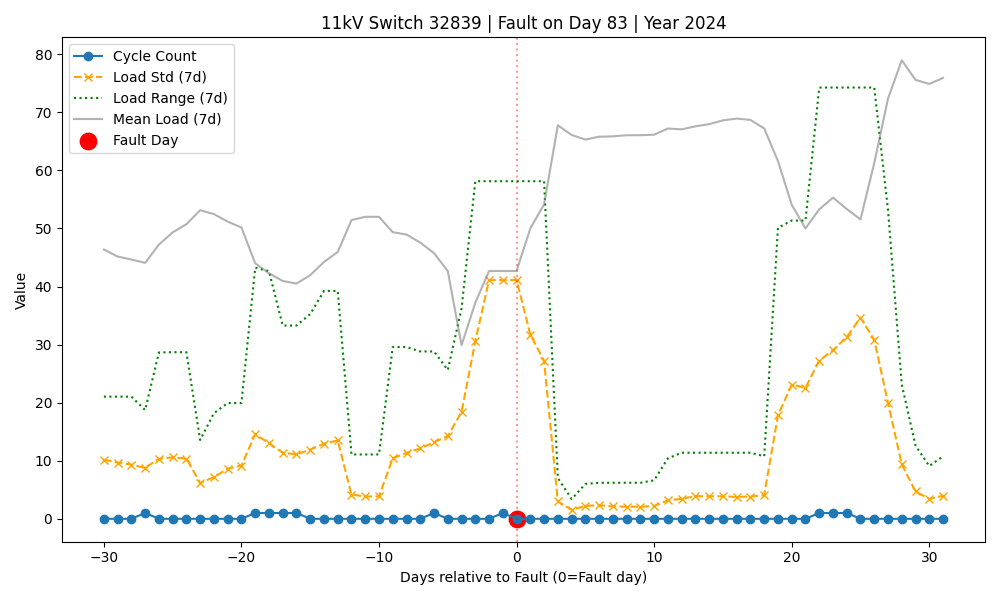 11kV Switch 32839 | Fault on Day 83 | Year 2024
Cycle Count
Load Std (7d)
Load Range (7d)
Mean Load (7d)
Fault Day
Value
80
70
60
50
40
30
20
10
0
−30
−20
−10
0
10
20
30
Days relative to Fault (0=Fault day)